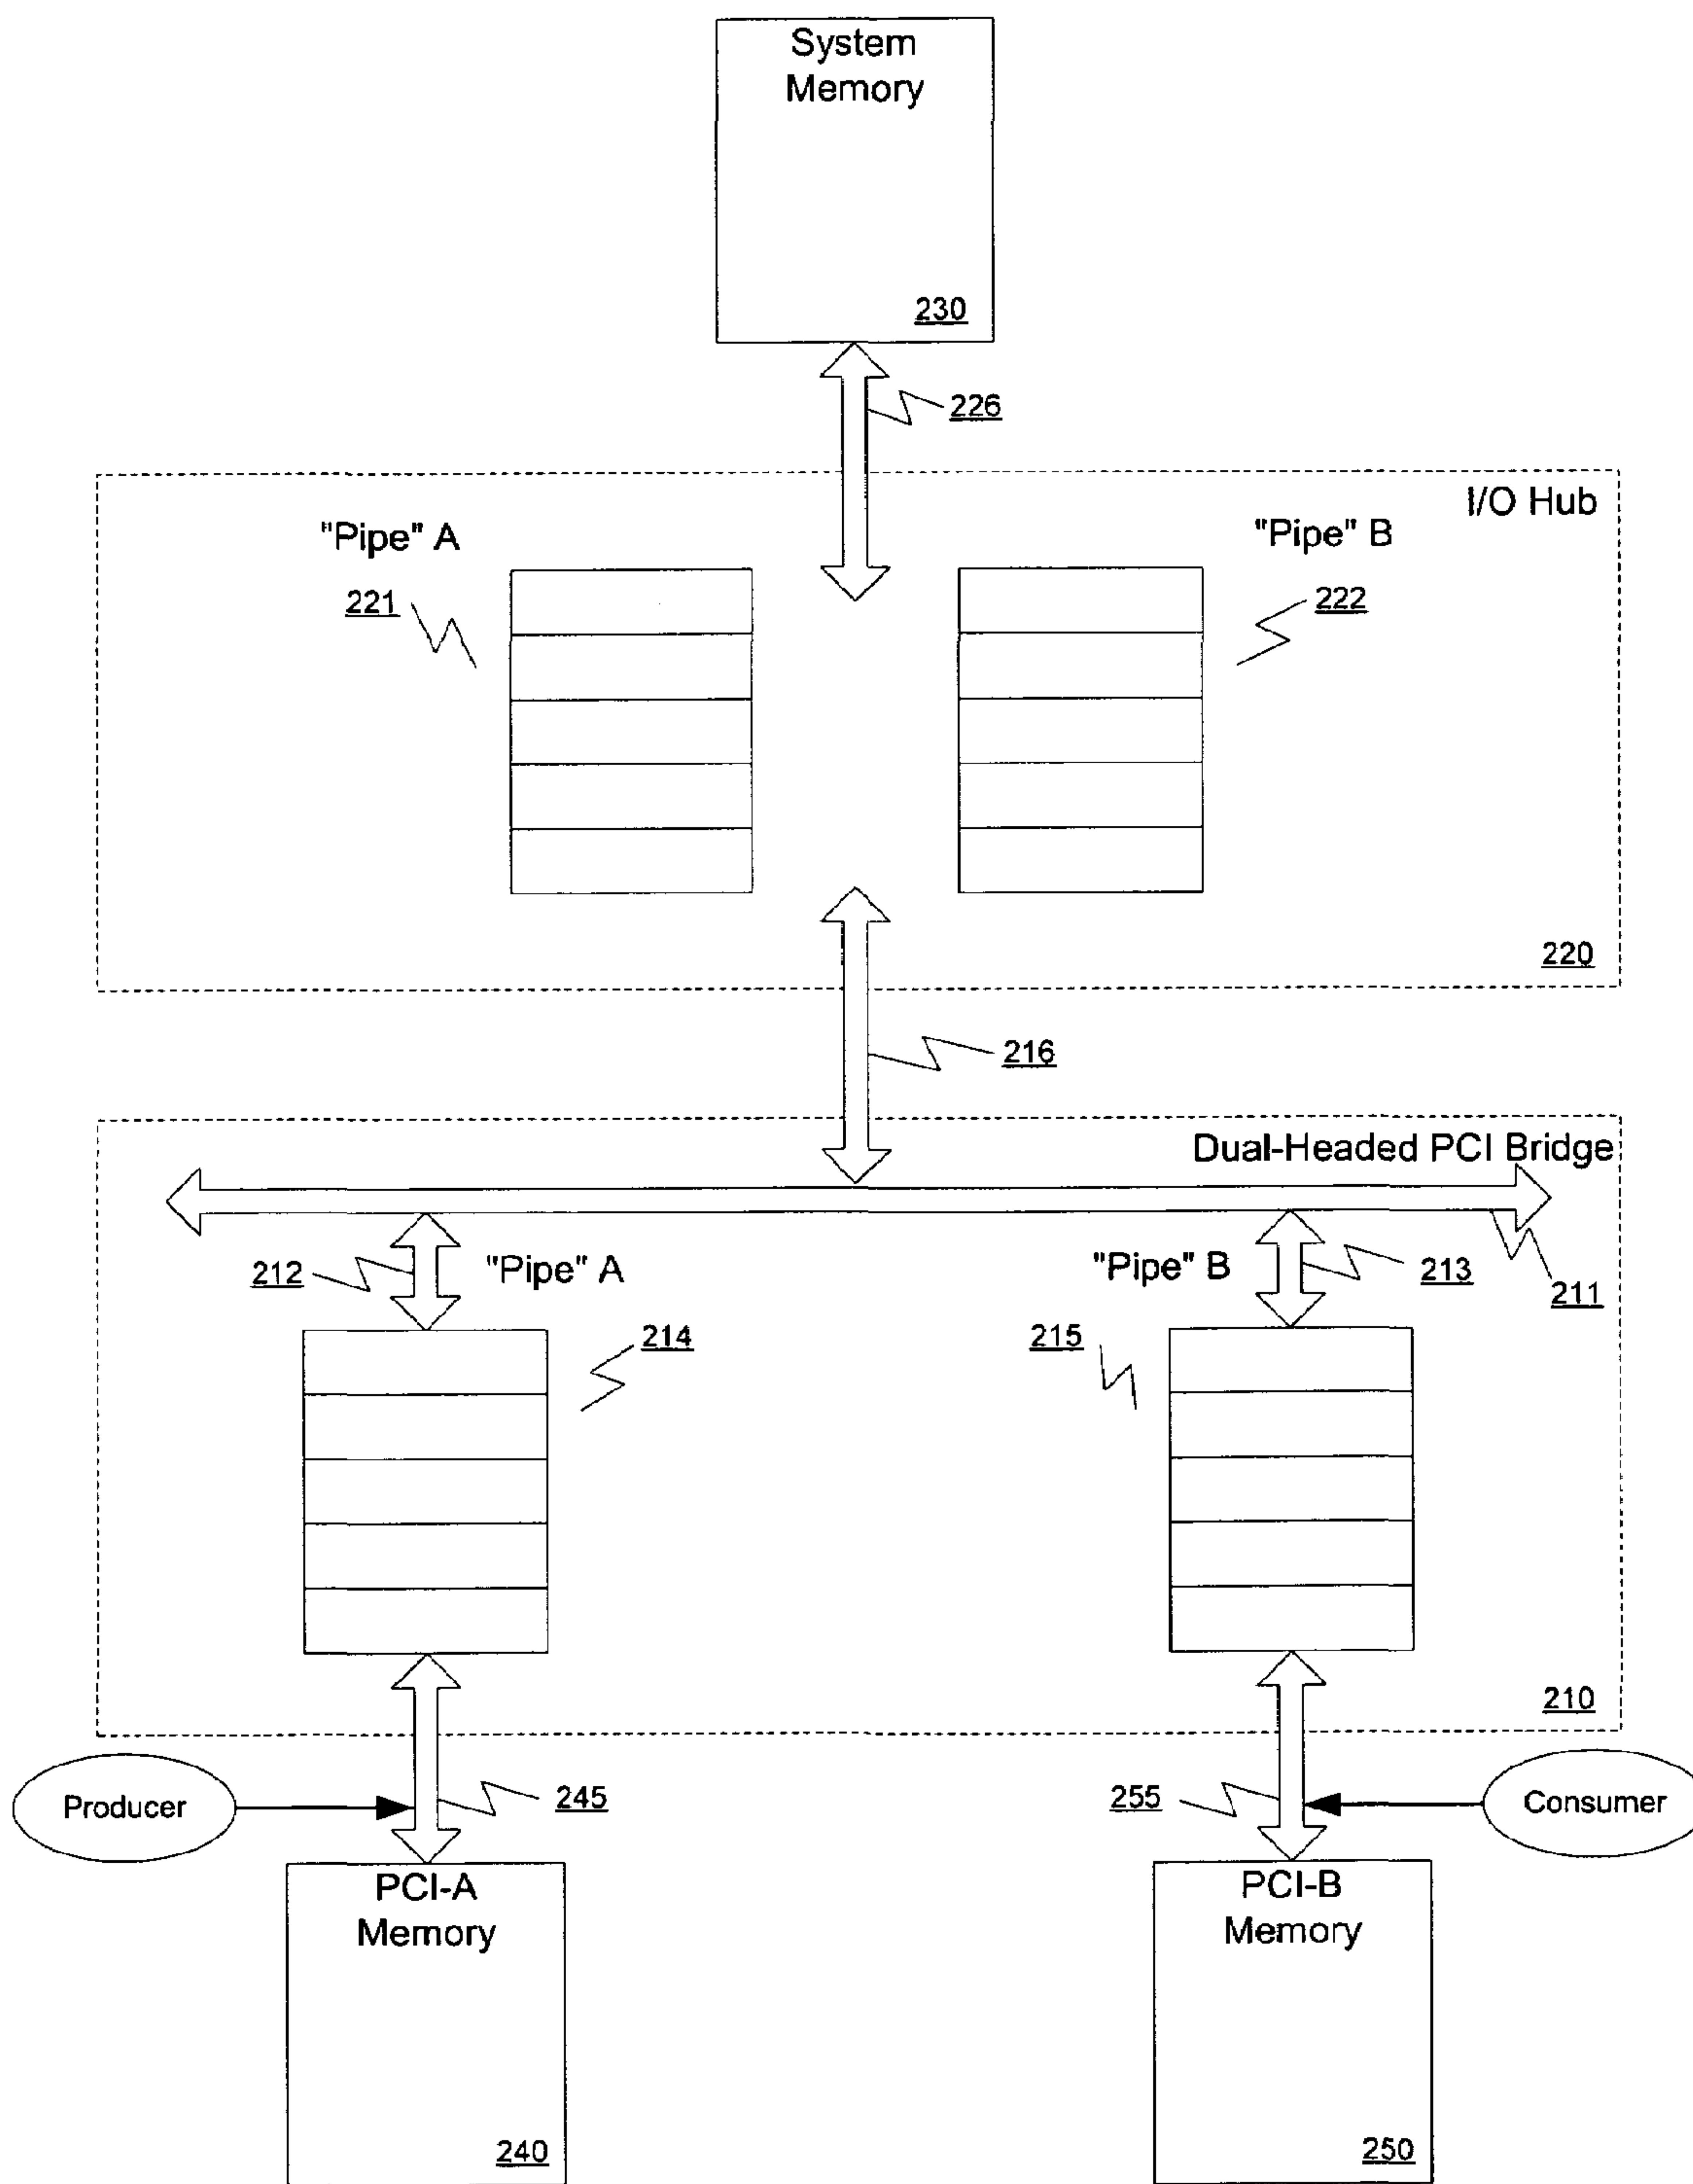 System
Memory
230
226
I/O Hub
"Pipe" A
"Pipe" B
221
222
220
216
Dual-Headed PCI Bridge
212
"Pipe" A
"Pipe" B
213
211
214
215
210
Producer
245
255
Consumer
PCI-A
Memory
PCI-B
Memory
240
250